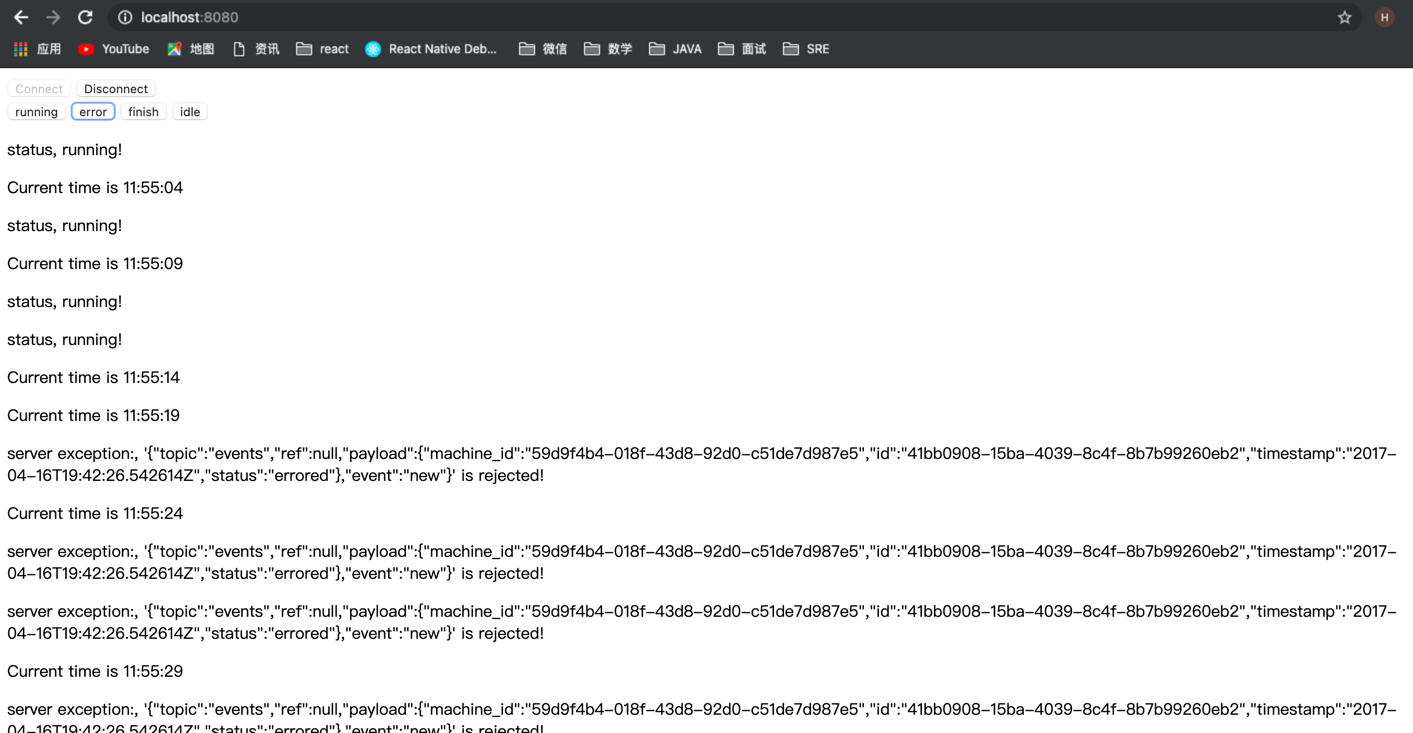 localhost:8080
H
应用 YouTube 地图 资讯 react React Native Deb... 微信 数学 JAVA 面试 SRE
Connect Disconnect
running error finish idle
status, running!
Current time is 11:55:04
status, running!
Current time is 11:55:09
status, running!
status, running!
Current time is 11:55:14
Current time is 11:55:19
server exception:, '{"topic":"events","ref":null,"payload":{"machine_id":"59d9f4b4-018f-43d8-92d0-c51de7d987e5","id":"41bb0908-15ba-4039-8c4f-8b7b99260eb2","timestamp":"2017-
04-16T19:42:26.542614Z","status":"errored"},"event":"new"}' is rejected!
Current time is 11:55:24
server exception:, '{"topic":"events","ref":null,"payload":{"machine_id":"59d9f4b4-018f-43d8-92d0-c51de7d987e5","id":"41bb0908-15ba-4039-8c4f-8b7b99260eb2","timestamp":"2017-
04-16T19:42:26.542614Z","status":"errored"},"event":"new"}' is rejected!
server exception:, '{"topic":"events","ref":null,"payload":{"machine_id":"59d9f4b4-018f-43d8-92d0-c51de7d987e5","id":"41bb0908-15ba-4039-8c4f-8b7b99260eb2","timestamp":"2017-
04-16T19:42:26.542614Z","status":"errored"},"event":"new"}' is rejected!
Current time is 11:55:29
server exception:, '{"topic":"events","ref":null,"payload":{"machine_id":"59d9f4b4-018f-43d8-92d0-c51de7d987e5","id":"41bb0908-15ba-4039-8c4f-8b7b99260eb2","timestamp":"2017-
04-16T19:42:26.542614Z","status":"errored"},"event":"new"}' is rejected!